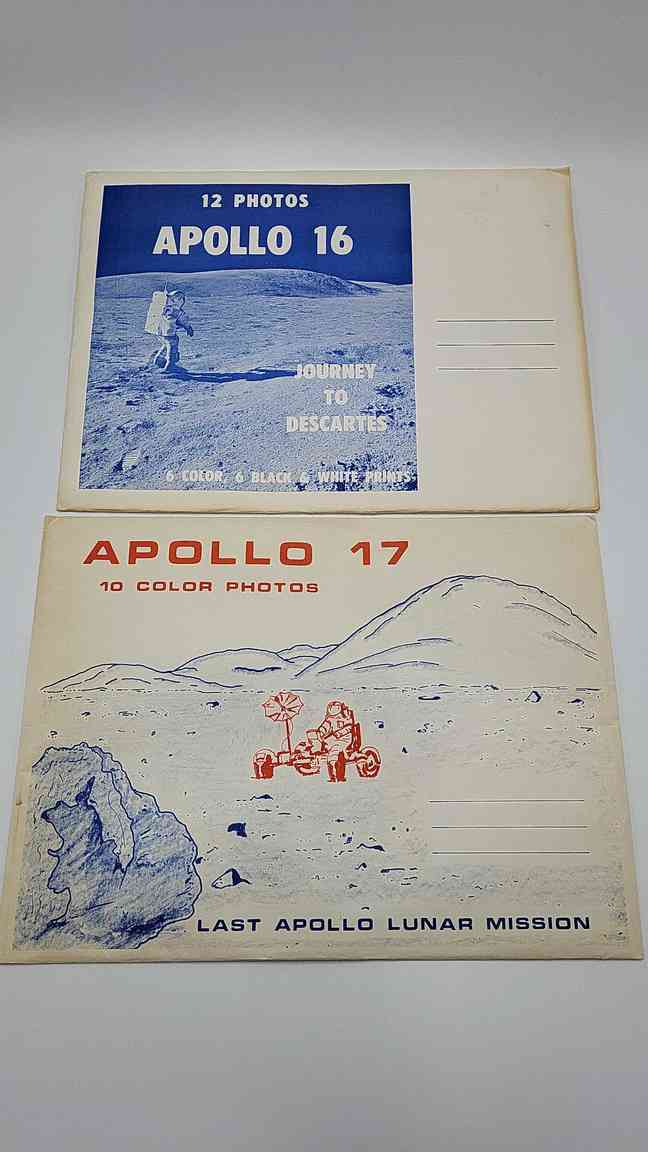 12 PHOTOS
APOLLO 16
JOURNEY
TO
DESCARTES
6 COLOR, 6 BLACK & WHITE PRINTS
APOLLO 17
10 COLOR PHOTOS
LAST APOLLO LUNAR MISSION